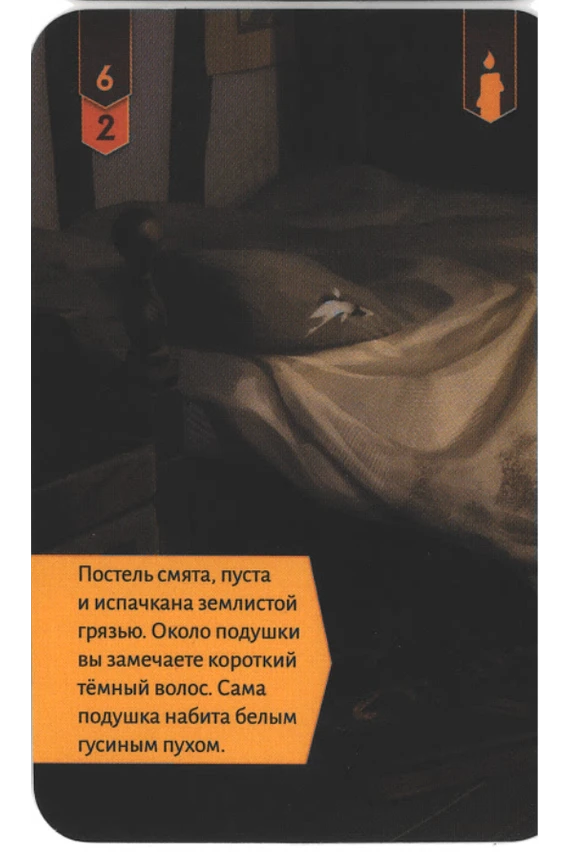 6
2
Постель смята, пуста
и испачкана землистой
грязью. Около подушки
вы замечаете короткий
тёмный волос. Сама
подушка набита белым
гусиным пухом.